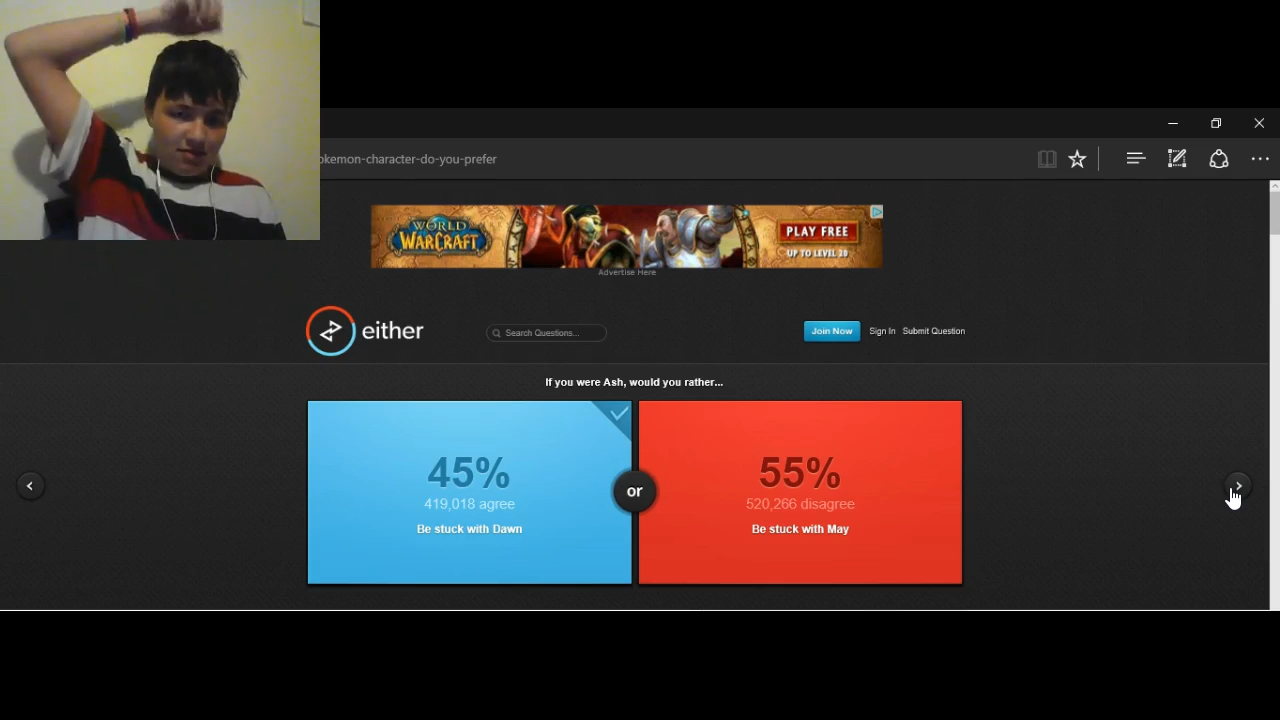 okemon-character-do-you-prefer
WORLD
WARCRAFT
PLAY FREE
UP TO LEVEL 20
Advertise Here
either
Search Questions...
Join Now
Sign In
Submit Question
If you were Ash, would you rather...
45%
419,018 agree
Be stuck with Dawn
or
55%
520,266 disagree
Be stuck with May